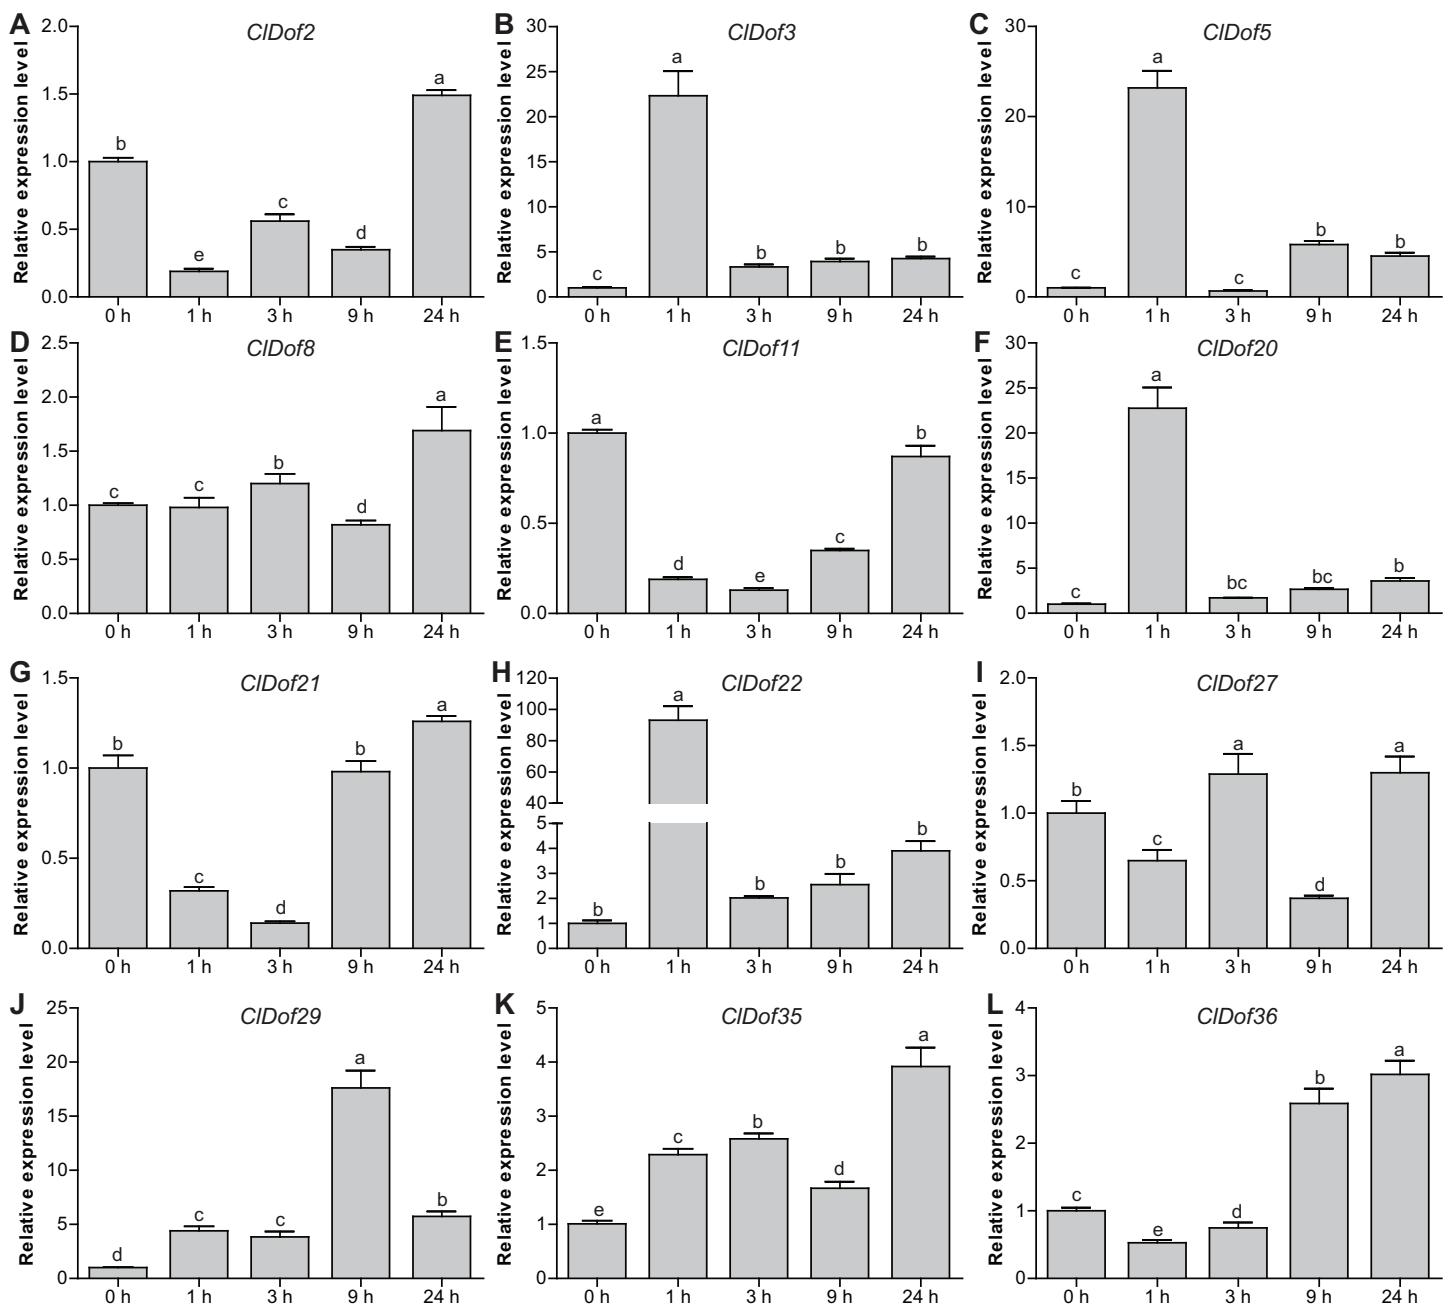 A ClDof2
Relative expression level
2.0
1.5
1.0
0.5
0.0
b e c d a
0 h 1 h 3 h 9 h 24 h
B ClDof3
Relative expression level
30
25
20
15
10
5
0
c a b b b
0 h 1 h 3 h 9 h 24 h
C ClDof5
Relative expression level
30
20
10
0
c a c b b
0 h 1 h 3 h 9 h 24 h
D ClDof8
Relative expression level
2.5
2.0
1.5
1.0
0.5
0.0
c c b d a
0 h 1 h 3 h 9 h 24 h
E ClDof11
Relative expression level
1.5
1.0
0.5
0.0
a d e c b
0 h 1 h 3 h 9 h 24 h
F ClDof20
Relative expression level
30
25
20
15
10
5
0
c a bc bc b
0 h 1 h 3 h 9 h 24 h
G ClDof21
Relative expression level
1.5
1.0
0.5
0.0
b c d b a
0 h 1 h 3 h 9 h 24 h
H ClDof22
Relative expression level
120
100
80
60
40
5
4
3
2
1
0
b a b b b
0 h 1 h 3 h 9 h 24 h
I ClDof27
Relative expression level
2.0
1.5
1.0
0.5
0.0
b c a d a
0 h 1 h 3 h 9 h 24 h
J ClDof29
Relative expression level
25
20
15
10
5
0
d c c a b
0 h 1 h 3 h 9 h 24 h
K ClDof35
Relative expression level
5
4
3
2
1
0
e c b d a
0 h 1 h 3 h 9 h 24 h
L ClDof36
Relative expression level
4
3
2
1
0
c e d b a
0 h 1 h 3 h 9 h 24 h